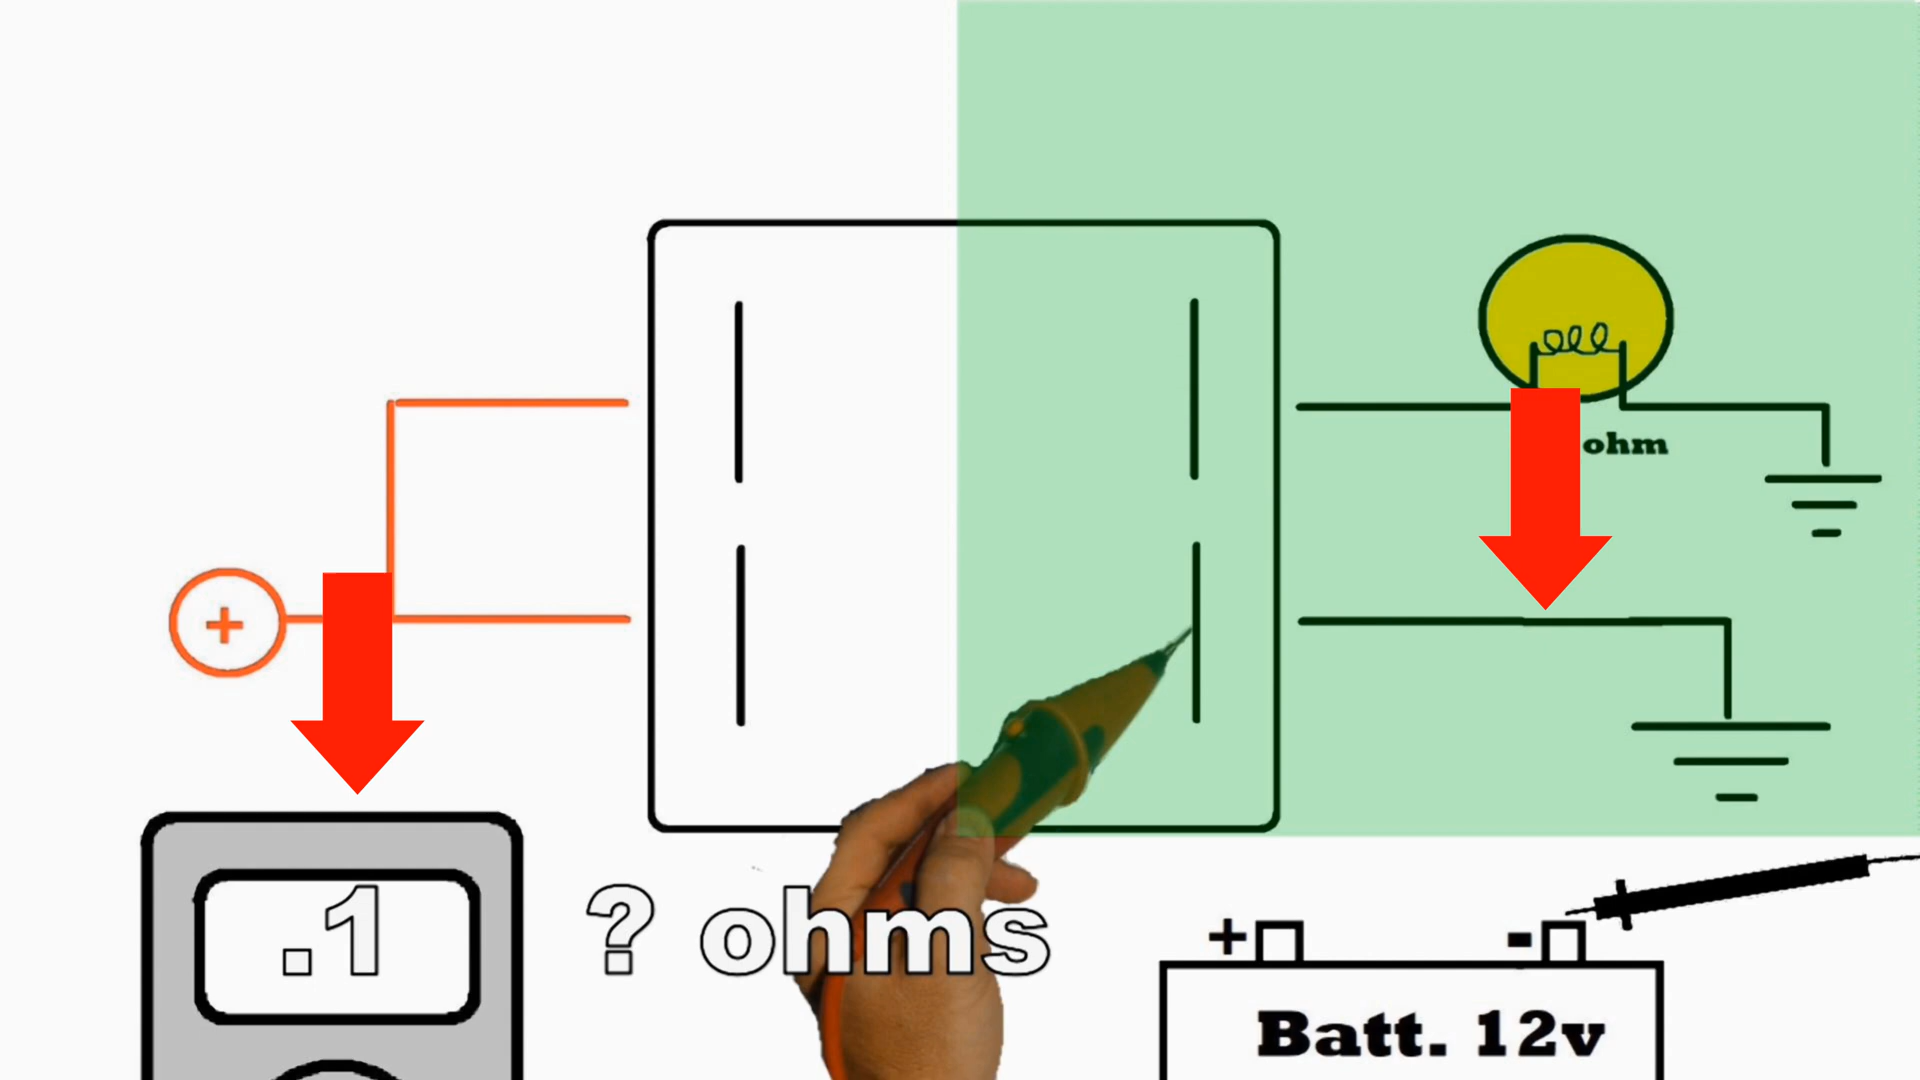 +
ohm
.1
? ohms
+ -
Batt. 12v